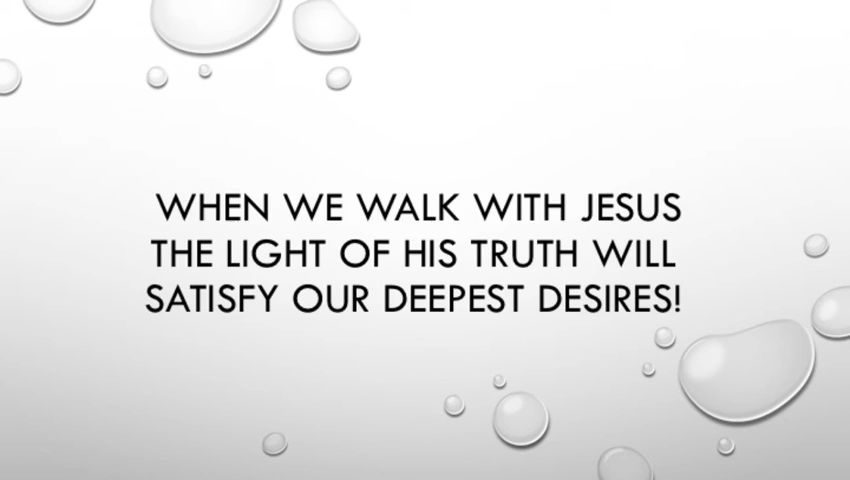 WHEN WE WALK WITH JESUS
THE LIGHT OF HIS TRUTH WILL
SATISFY OUR DEEPEST DESIRES!